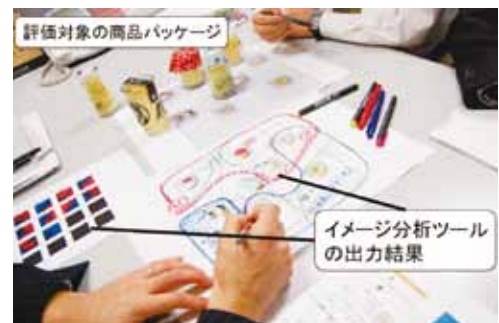 評価対象の商品パッケージ
イメージ分析ツール
の出力結果